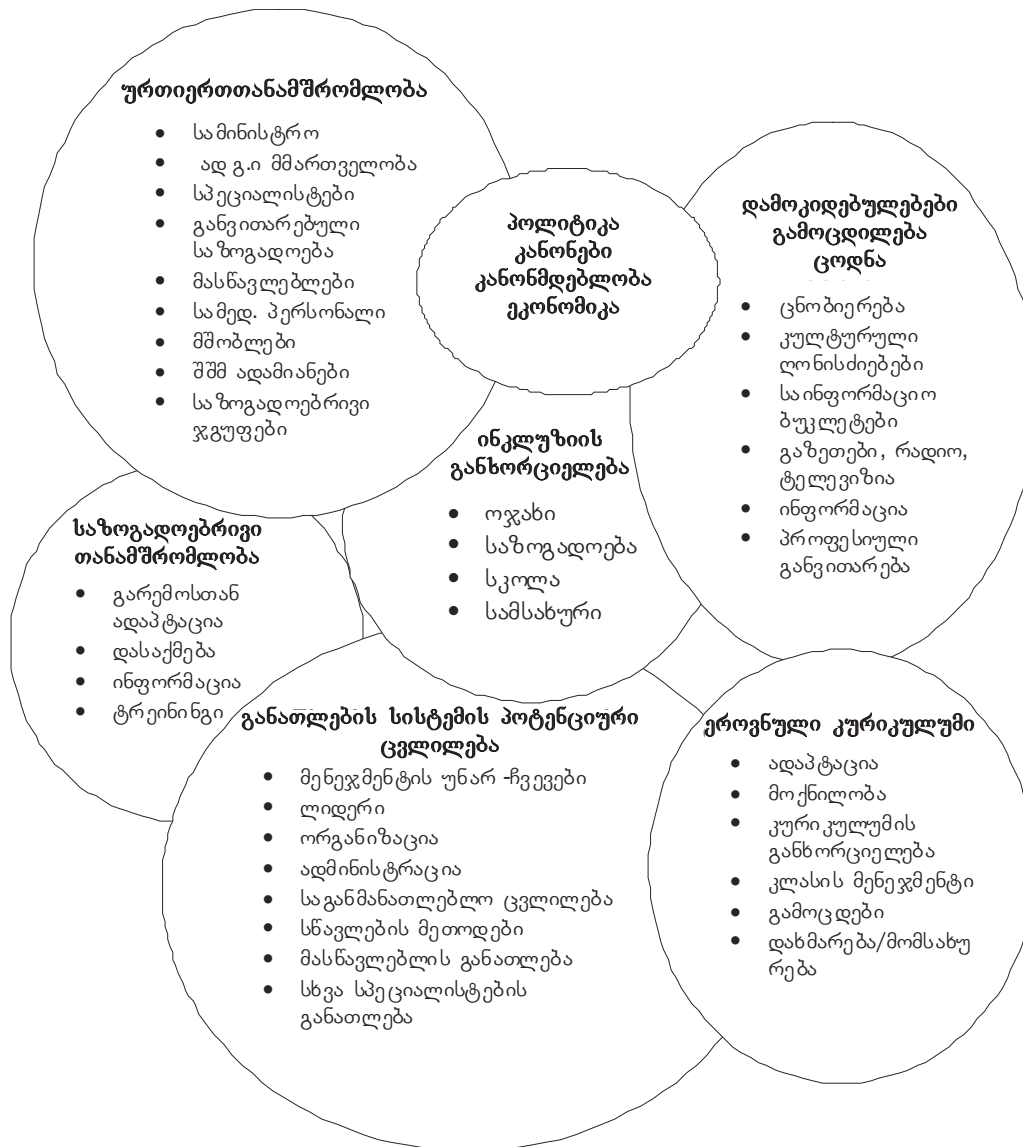 ურთიერთთანამშრომლობა
• სამინისტრო
• ად გ.ი მმართველობა
• სპეციალისტები
• განვითარებული
საზოგადოება
• მასწავლებლები
• სამედ. პერსონალი
• მშობლები
• შშმ ადამიანები
• საზოგადოებრივი
ჯგუფები
პოლიტიკა
კანონები
კანონმდებლობა
ეკონომიკა
დამოკიდებულებები
გამოცდილება
ცოდნა
• ცნობიერება
• კულტურული
ღონისძიებები
• საინფორმაციო
ბუკლეტები
• გაზეთები, რადიო,
ტელევიზია
• ინფორმაცია
• პროფესიული
განვითარება
ინკლუზიის
განხორციელება
• ოჯახი
• საზოგადოება
• სკოლა
• სამსახური
საზოგადოებრივი
თანამშრომლობა
• გარემოსთან
ადაპტაცია
• დასაქმება
• ინფორმაცია
• ტრეინინგი
განათლების სისტემის პოტენციური
ცვლილება
• მენეჯმენტის უნარ -ჩვევები
• ლიდერი
• ორგანიზაცია
• ადმინისტრაცია
• საგანმანათლებლო ცვლილება
• სწავლების მეთოდები
• მასწავლებლის განათლება
• სხვა სპეციალისტების
განათლება
ეროვნული კურიკულუმი
• ადაპტაცია
• მოქნილობა
• კურიკულუმის
განხორციელება
• კლასის მენეჯმენტი
• გამოცდები
• დახმარება/მომსახუ
რება